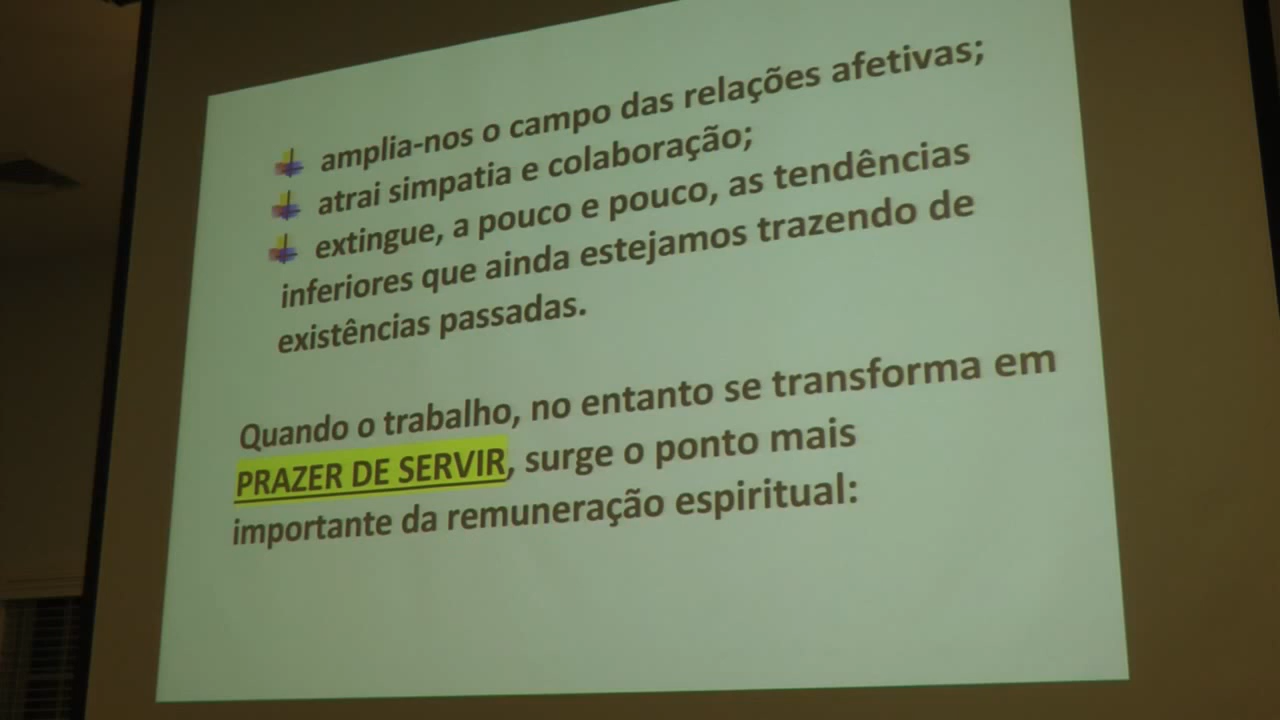 amplia-nos o campo das relações afetivas;
atrai simpatia e colaboração;
extingue, a pouco e pouco, as tendências
inferiores que ainda estejamos trazendo de
existências passadas.
Quando o trabalho, no entanto se transforma em
PRAZER DE SERVIR, surge o ponto mais
importante da remuneração espiritual: